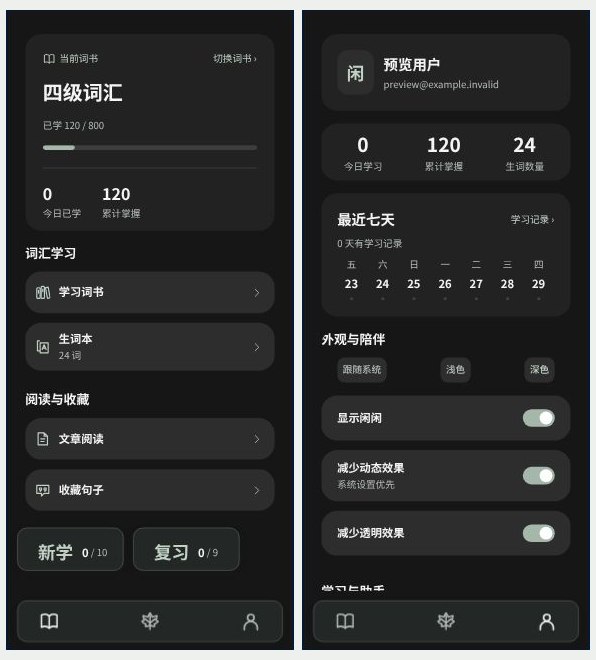 当前词书 切换词书 ›
四级词汇
已学 120 / 800
0 120
今日已学 累计掌握
词汇学习
学习词书
生词本
24 词
阅读与收藏
文章阅读
收藏句子
新学 0 / 10 复习 0 / 9
闲 预览用户
preview@example.invalid
0 120 24
今日学习 累计掌握 生词数量
最近七天 学习记录 ›
0 天有学习记录
五 六 日 一 二 三 四
23 24 25 26 27 28 29
外观与陪伴
跟随系统 浅色 深色
显示闲闲
减少动态效果
系统设置优先
减少透明效果
学习与助手